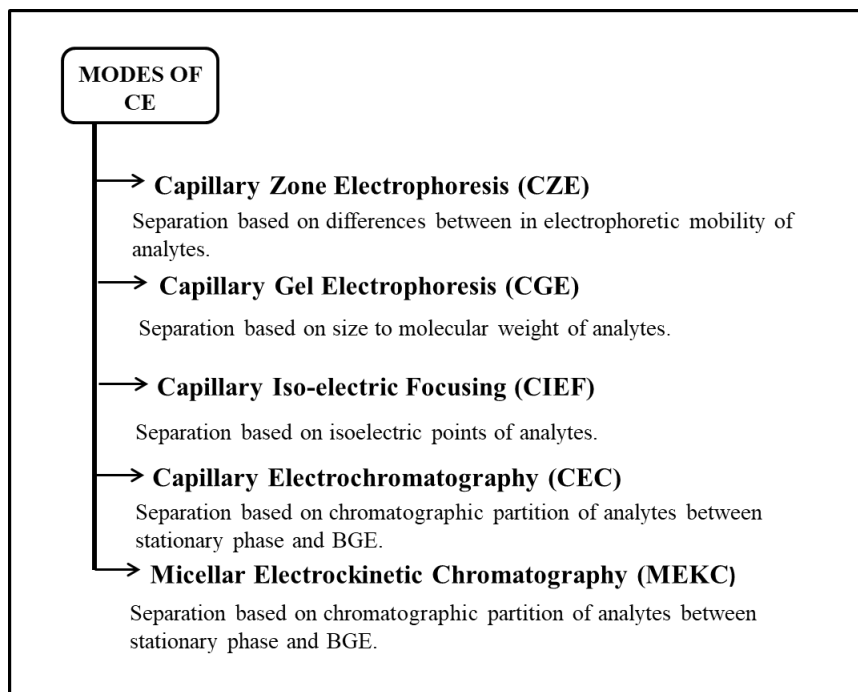 MODES OF
CE
Capillary Zone Electrophoresis (CZE)
Separation based on differences between in electrophoretic mobility of
analytes.
Capillary Gel Electrophoresis (CGE)
Separation based on size to molecular weight of analytes.
Capillary Iso-electric Focusing (CIEF)
Separation based on isoelectric points of analytes.
Capillary Electrochromatography (CEC)
Separation based on chromatographic partition of analytes between
stationary phase and BGE.
Micellar Electrockinetic Chromatography (MEKC)
Separation based on chromatographic partition of analytes between
stationary phase and BGE.